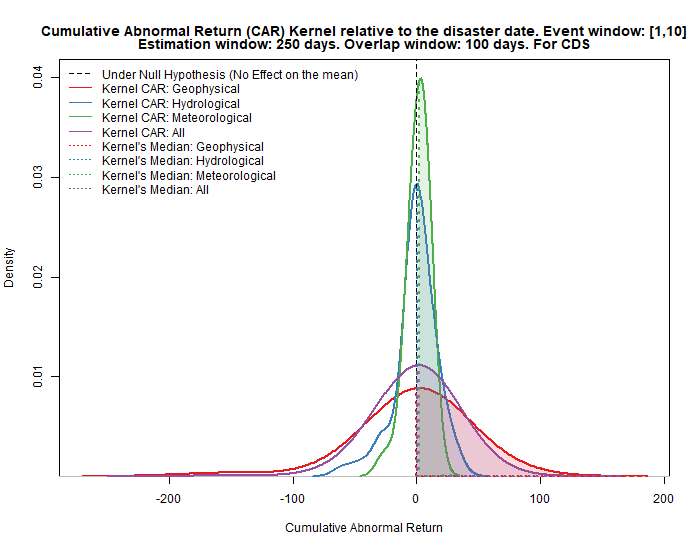 Cumulative Abnormal Return (CAR) Kernel relative to the disaster date. Event window: [1,10]
Estimation window: 250 days. Overlap window: 100 days. For CDS
Under Null Hypothesis (No Effect on the mean)
Kernel CAR: Geophysical
Kernel CAR: Hydrological
Kernel CAR: Meteorological
Kernel CAR: All
Kernel's Median: Geophysical
Kernel's Median: Hydrological
Kernel's Median: Meteorological
Kernel's Median: All
Density
0.04
0.03
0.02
0.01
-200
-100
0
100
200
Cumulative Abnormal Return